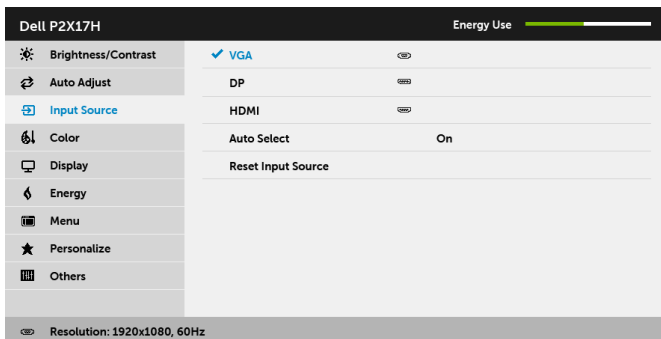 Dell P2X17H Energy Use
Brightness/Contrast VGA
Auto Adjust DP
Input Source HDMI
Color Auto Select On
Display Reset Input Source
Energy
Menu
Personalize
Others
Resolution: 1920x1080, 60Hz